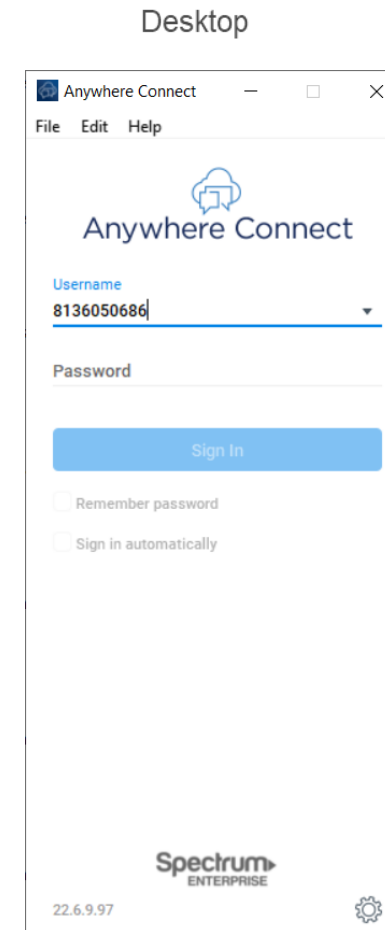 Desktop
Anywhere Connect
File Edit Help
Anywhere Connect
Username
8136050686
Password
Sign In
Remember password
Sign in automatically
Spectrum
ENTERPRISE
22.6.9.97